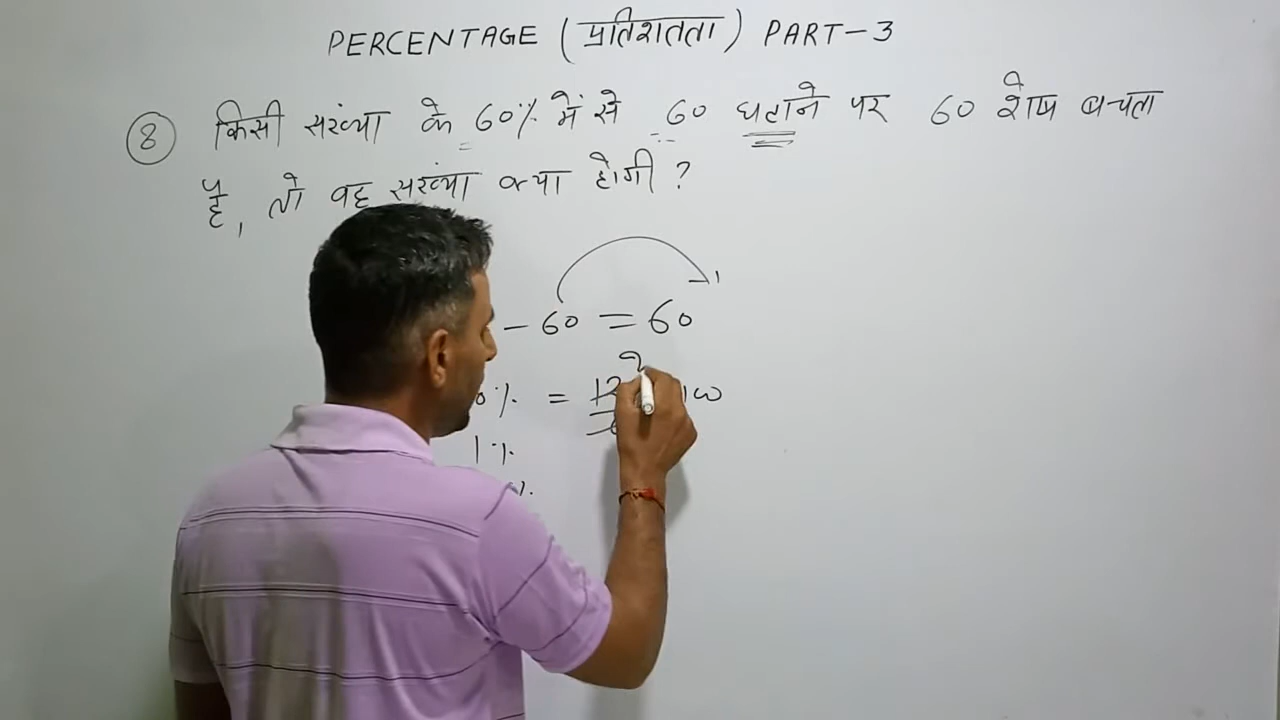 PERCENTAGE (प्रतिशतता) PART-3
8 किसी संख्या के 60% में से 60 घटाने पर 60 शेष बचता
है, तो वह संख्या क्या होगी ?
- 60 = 60
% = 12
1%
%